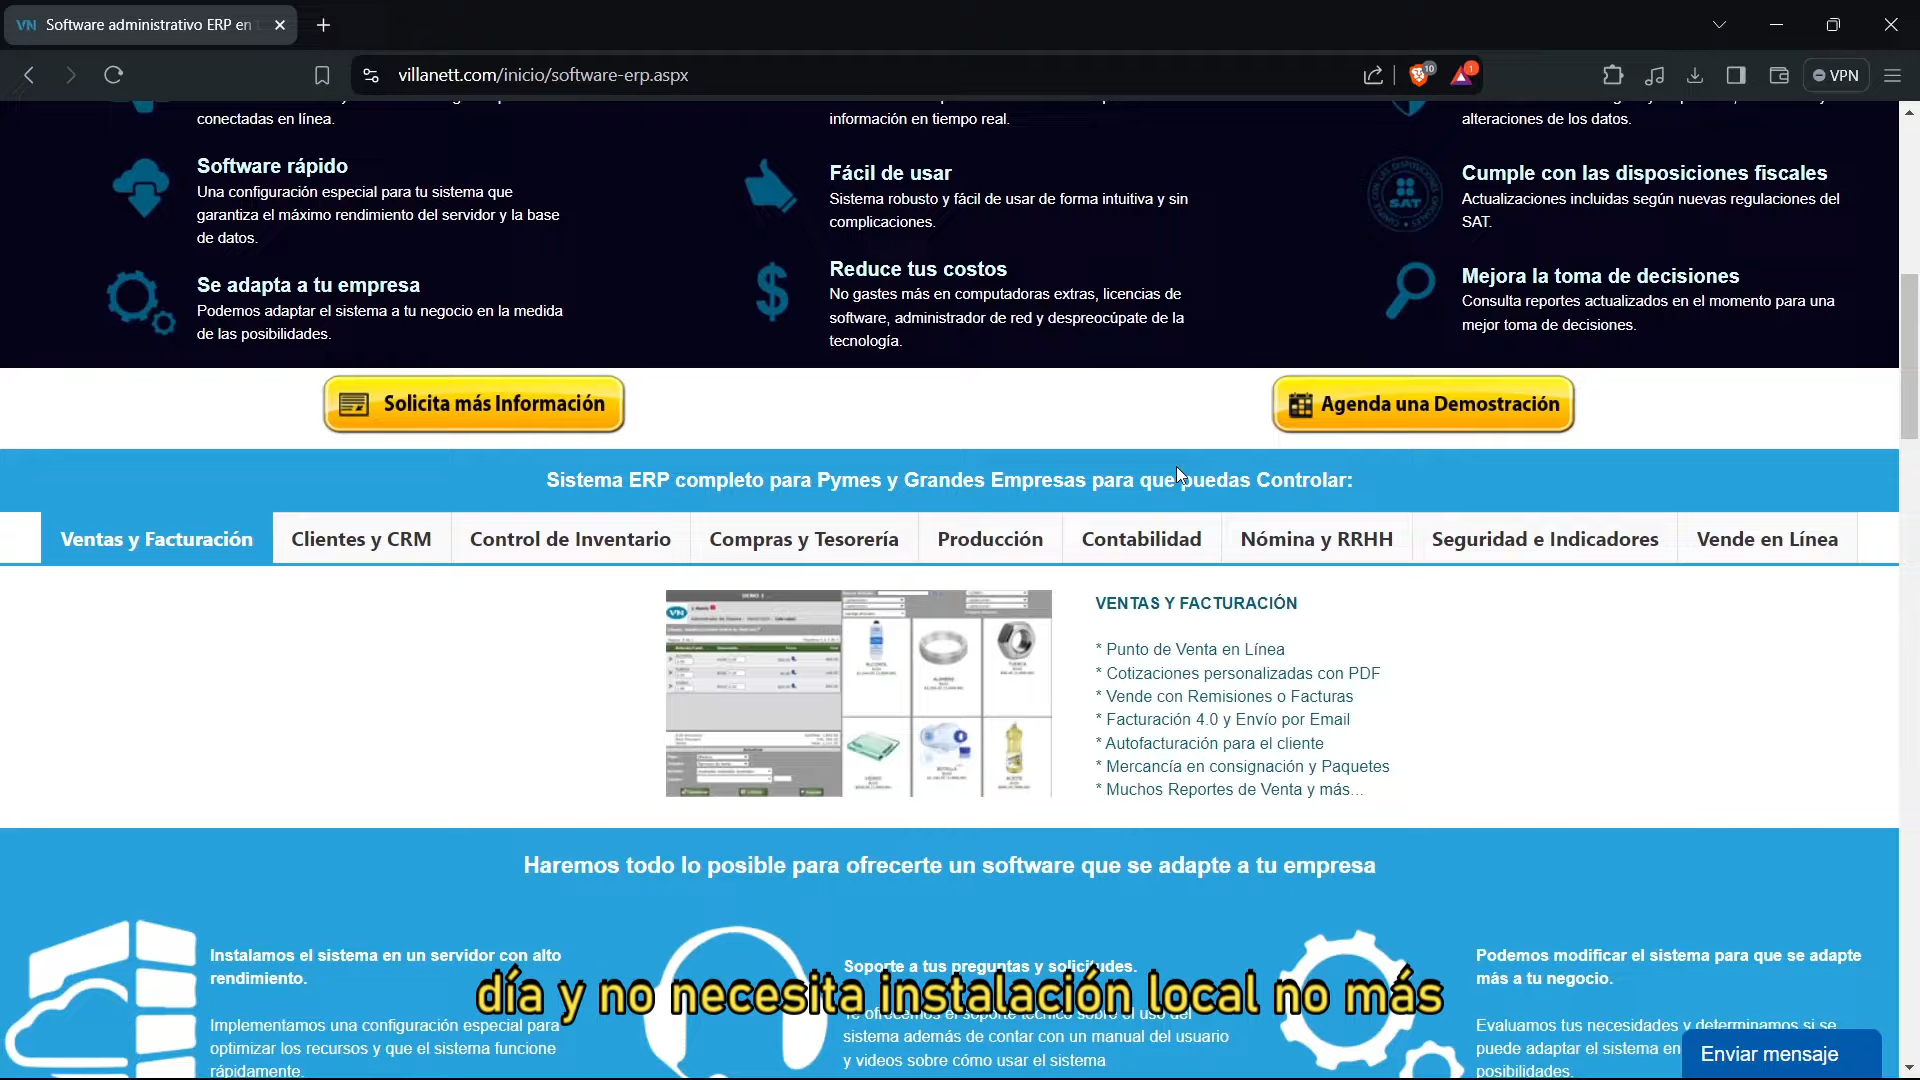 VN Software administrativo ERP en
villanett.com/inicio/software-erp.aspx
10
1
VPN
conectadas en línea.
información en tiempo real.
alteraciones de los datos.
Software rápido
Una configuración especial para tu sistema que
garantiza el máximo rendimiento del servidor y la base
de datos.
Fácil de usar
Sistema robusto y fácil de usar de forma intuitiva y sin
complicaciones.
SAT
Cumple con las disposiciones fiscales
Actualizaciones incluidas según nuevas regulaciones del
SAT.
Se adapta a tu empresa
Podemos adaptar el sistema a tu negocio en la medida
de las posibilidades.
Reduce tus costos
No gastes más en computadoras extras, licencias de
software, administrador de red y despreocúpate de la
tecnología.
Mejora la toma de decisiones
Consulta reportes actualizados en el momento para una
mejor toma de decisiones.
Solicita más Información
Agenda una Demostración
Sistema ERP completo para Pymes y Grandes Empresas para que puedas Controlar:
Ventas y Facturación
Clientes y CRM
Control de Inventario
Compras y Tesorería
Producción
Contabilidad
Nómina y RRHH
Seguridad e Indicadores
Vende en Línea
VN
VENTAS Y FACTURACIÓN
* Punto de Venta en Línea
* Cotizaciones personalizadas con PDF
* Vende con Remisiones o Facturas
* Facturación 4.0 y Envío por Email
* Autofacturación para el cliente
* Mercancía en consignación y Paquetes
* Muchos Reportes de Venta y más...
Haremos todo lo posible para ofrecerte un software que se adapte a tu empresa
Instalamos el sistema en un servidor con alto
rendimiento.
Implementamos una configuración especial para
optimizar los recursos y que el sistema funcione
rápidamente.
Soporte a tus preguntas y solicitudes.
Te ofrecemos el soporte técnico sobre el uso del
sistema además de contar con un manual del usuario
y videos sobre cómo usar el sistema
Podemos modificar el sistema para que se adapte
más a tu negocio.
Evaluamos tus necesidades y determinamos si se
puede adaptar el sistema en
posibilidades.
día y no necesita instalación local no más
Enviar mensaje